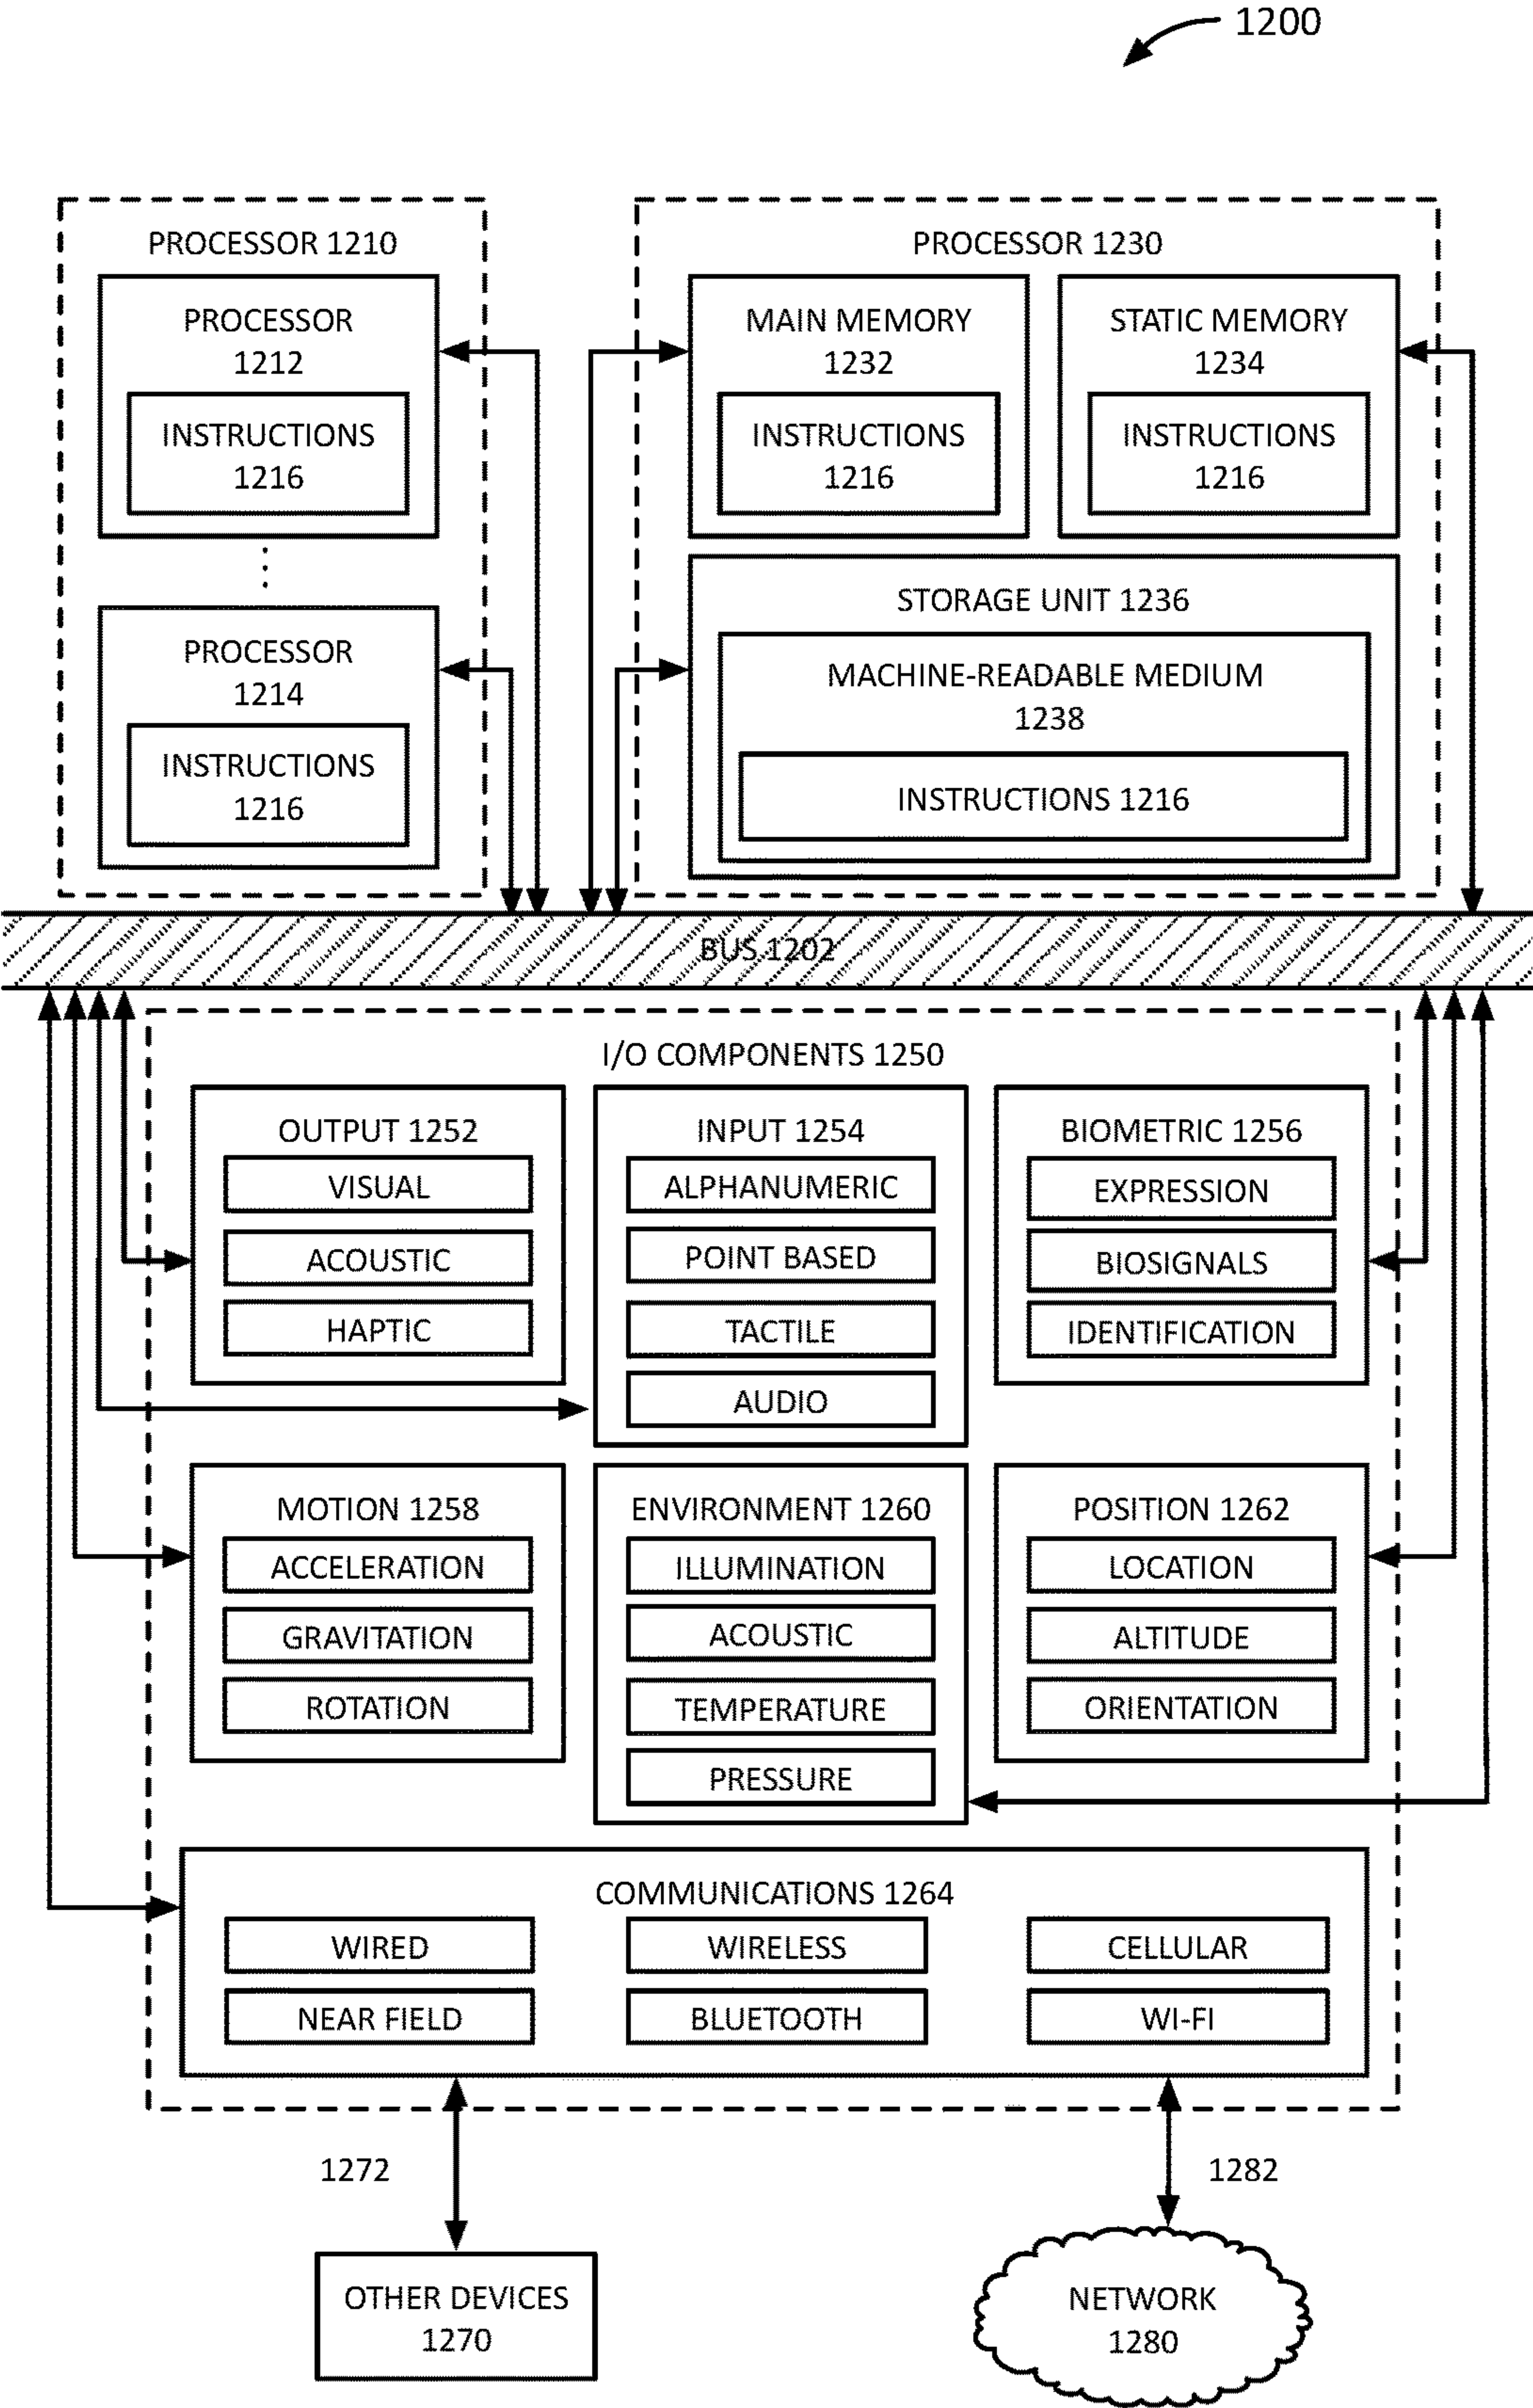 1200
PROCESSOR 1210
PROCESSOR
1212
INSTRUCTIONS
1216
PROCESSOR
1214
INSTRUCTIONS
1216
PROCESSOR 1230
MAIN MEMORY
1232
INSTRUCTIONS
1216
STATIC MEMORY
1234
INSTRUCTIONS
1216
STORAGE UNIT 1236
MACHINE-READABLE MEDIUM
1238
INSTRUCTIONS 1216
BUS 1202
I/O COMPONENTS 1250
OUTPUT 1252
VISUAL
ACOUSTIC
HAPTIC
INPUT 1254
ALPHANUMERIC
POINT BASED
TACTILE
AUDIO
BIOMETRIC 1256
EXPRESSION
BIOSIGNALS
IDENTIFICATION
MOTION 1258
ACCELERATION
GRAVITATION
ROTATION
ENVIRONMENT 1260
ILLUMINATION
ACOUSTIC
TEMPERATURE
PRESSURE
POSITION 1262
LOCATION
ALTITUDE
ORIENTATION
COMMUNICATIONS 1264
WIRED
WIRELESS
CELLULAR
NEAR FIELD
BLUETOOTH
WI-FI
1272
1282
OTHER DEVICES
1270
NETWORK
1280